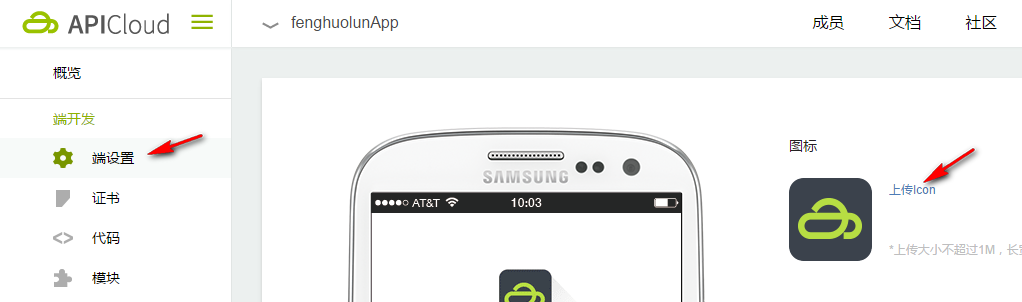 APICloud
fenghuolunApp
成员
文档
社区
概览
端开发
端设置
证书
代码
模块
SAMSUNG
AT&T
10:03
图标
上传Icon
*上传大小不超过1M，长宽